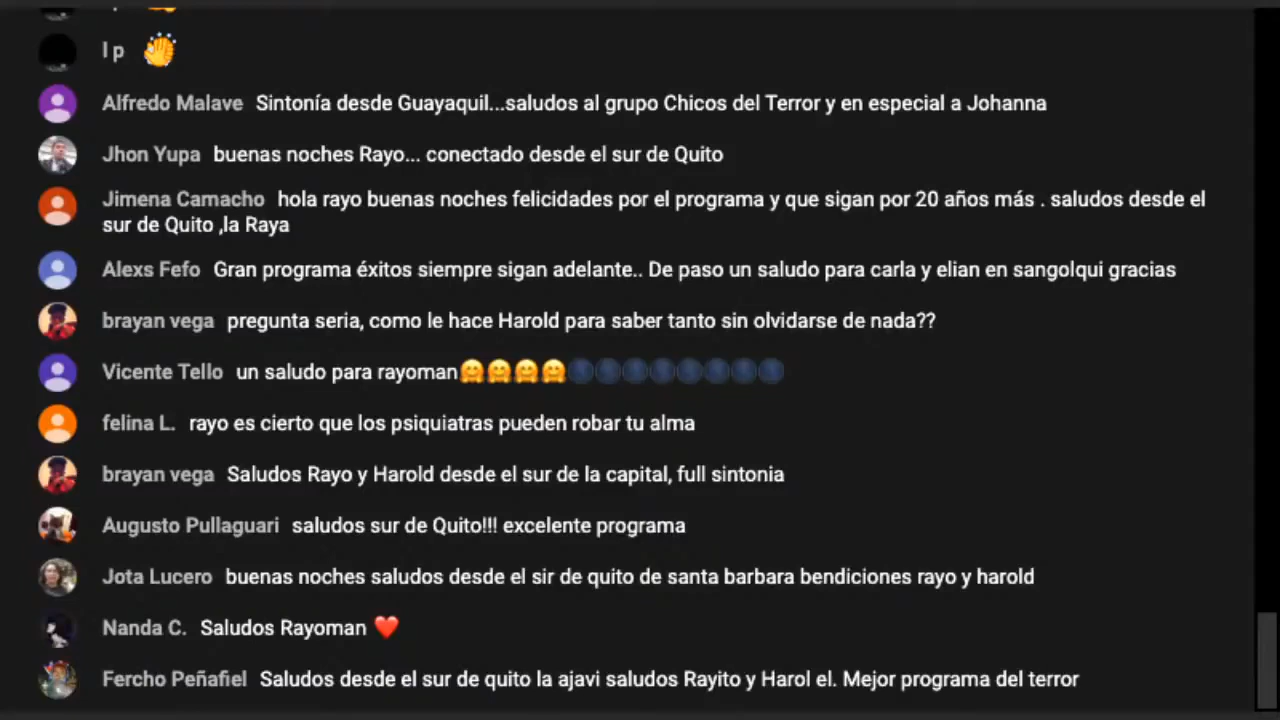 l p 👏
Alfredo Malave Sintonía desde Guayaquil...saludos al grupo Chicos del Terror y en especial a Johanna
Jhon Yupa buenas noches Rayo... conectado desde el sur de Quito
Jimena Camacho hola rayo buenas noches felicidades por el programa y que sigan por 20 años más . saludos desde el
sur de Quito ,la Raya
Alexs Fefo Gran programa éxitos siempre sigan adelante.. De paso un saludo para carla y elian en sangolqui gracias
brayan vega pregunta seria, como le hace Harold para saber tanto sin olvidarse de nada??
Vicente Tello un saludo para rayoman🤗🤗🤗🤗🌑🌑🌑🌑🌑🌑🌑🌑
felina L. rayo es cierto que los psiquiatras pueden robar tu alma
brayan vega Saludos Rayo y Harold desde el sur de la capital, full sintonia
Augusto Pullaguari saludos sur de Quito!!! excelente programa
Jota Lucero buenas noches saludos desde el sir de quito de santa barbara bendiciones rayo y harold
Nanda C. Saludos Rayoman ❤️
Fercho Peñafiel Saludos desde el sur de quito la ajavi saludos Rayito y Harol el. Mejor programa del terror